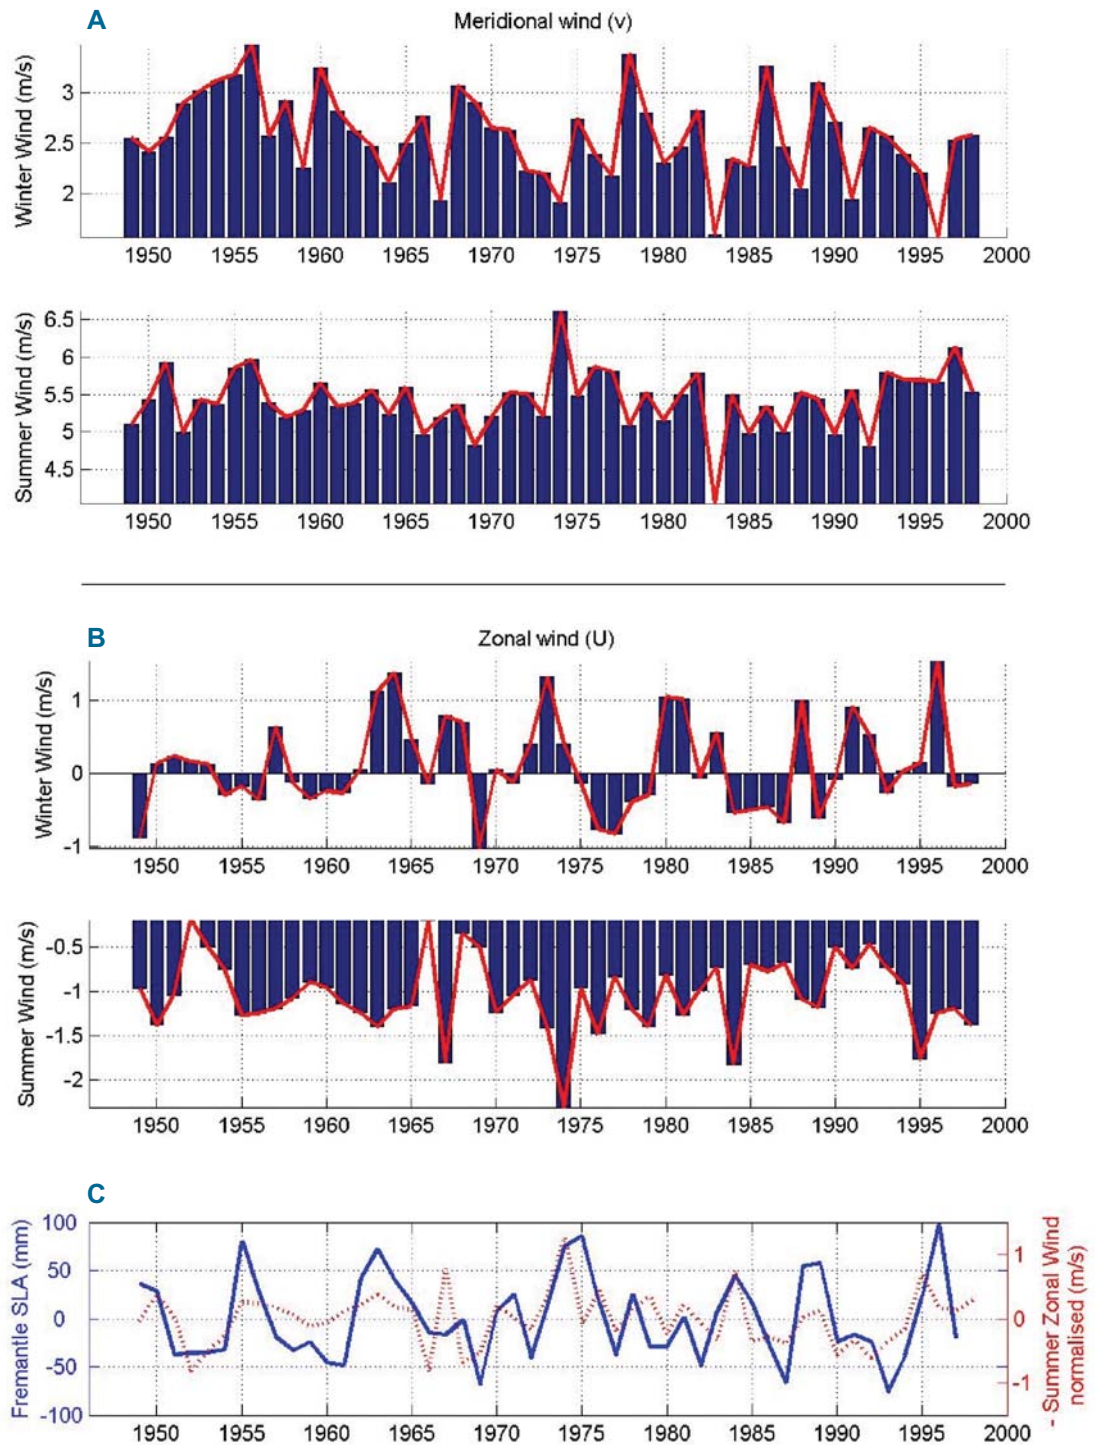 A
Meridional wind (v)
Winter Wind (m/s)
3
2.5
2
1950 1955 1960 1965 1970 1975 1980 1985 1990 1995 2000
Summer Wind (m/s)
6.5
6
5.5
5
4.5
1950 1955 1960 1965 1970 1975 1980 1985 1990 1995 2000
B
Zonal wind (U)
Winter Wind (m/s)
1
0
-1
1950 1955 1960 1965 1970 1975 1980 1985 1990 1995 2000
Summer Wind (m/s)
-0.5
-1
-1.5
-2
1950 1955 1960 1965 1970 1975 1980 1985 1990 1995 2000
C
Fremantle SLA (mm)
100
50
0
-50
-100
1
0
-1
- Summer Zonal Wind
normalised (m/s)
1950 1955 1960 1965 1970 1975 1980 1985 1990 1995 2000